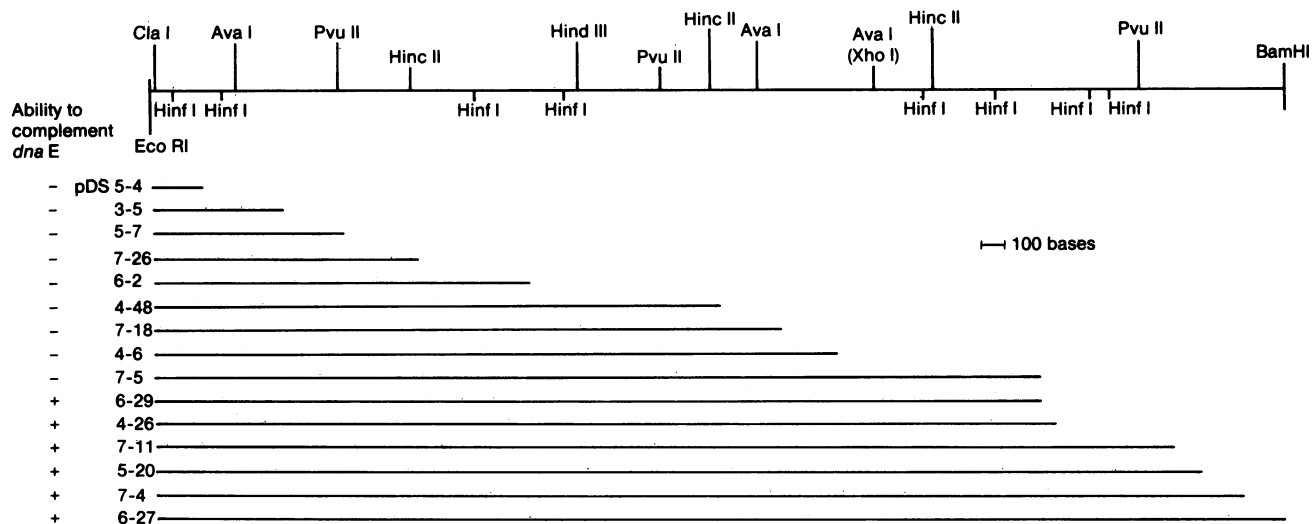 Cla I
Ava I
Pvu II
Hinc II
Hind III
Pvu II
Hinc II
Ava I
Ava I
(Xho I)
Hinc II
Pvu II
BamHI
Hinf I
Hinf I
Hinf I
Hinf I
Hinf I
Hinf I
Hinf I
Hinf I
Eco RI
Ability to
complement
dna E
- pDS 5-4
- 3-5
- 5-7
- 7-26
- 6-2
- 4-48
- 7-18
- 4-6
- 7-5
+ 6-29
+ 4-26
+ 7-11
+ 5-20
+ 7-4
+ 6-27
100 bases